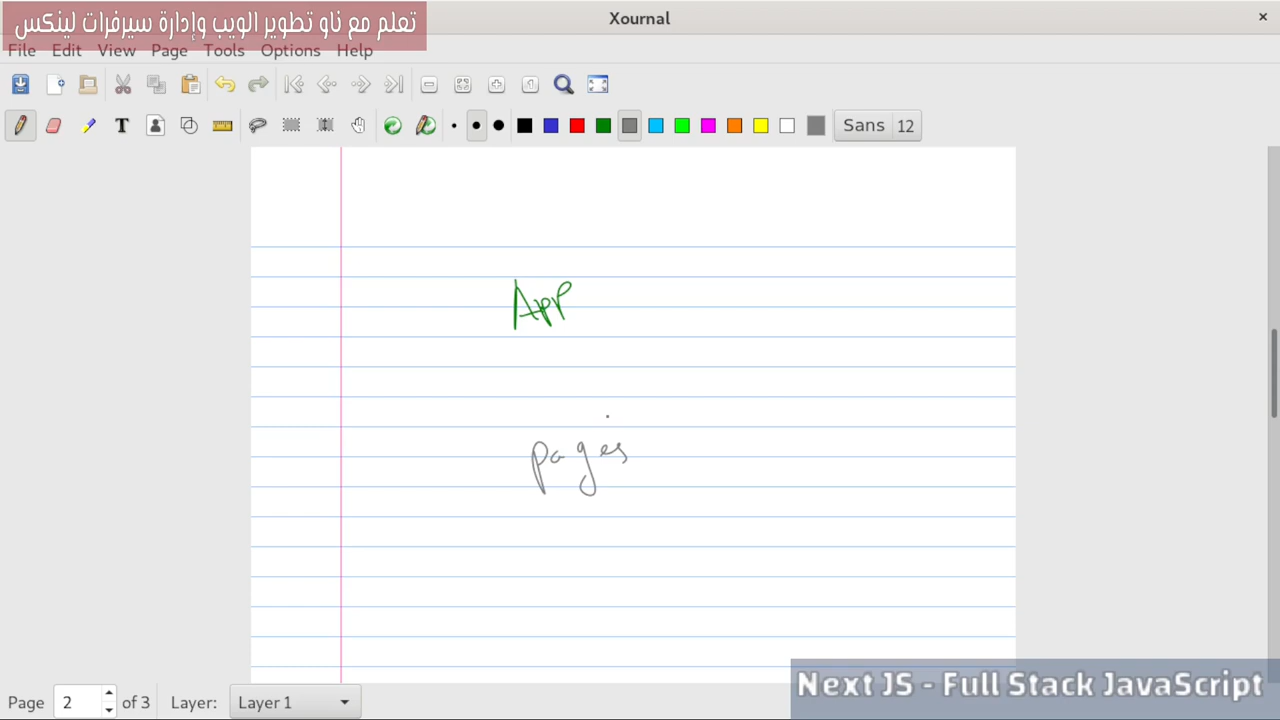 تعلم مع ناو تطوير الويب وإدارة سيرفرات لينكس
Xournal
×
File Edit View Page Tools Options Help
T Sans 12
App
pages
Page 2 of 3 Layer: Layer 1
Next JS - Full Stack JavaScript